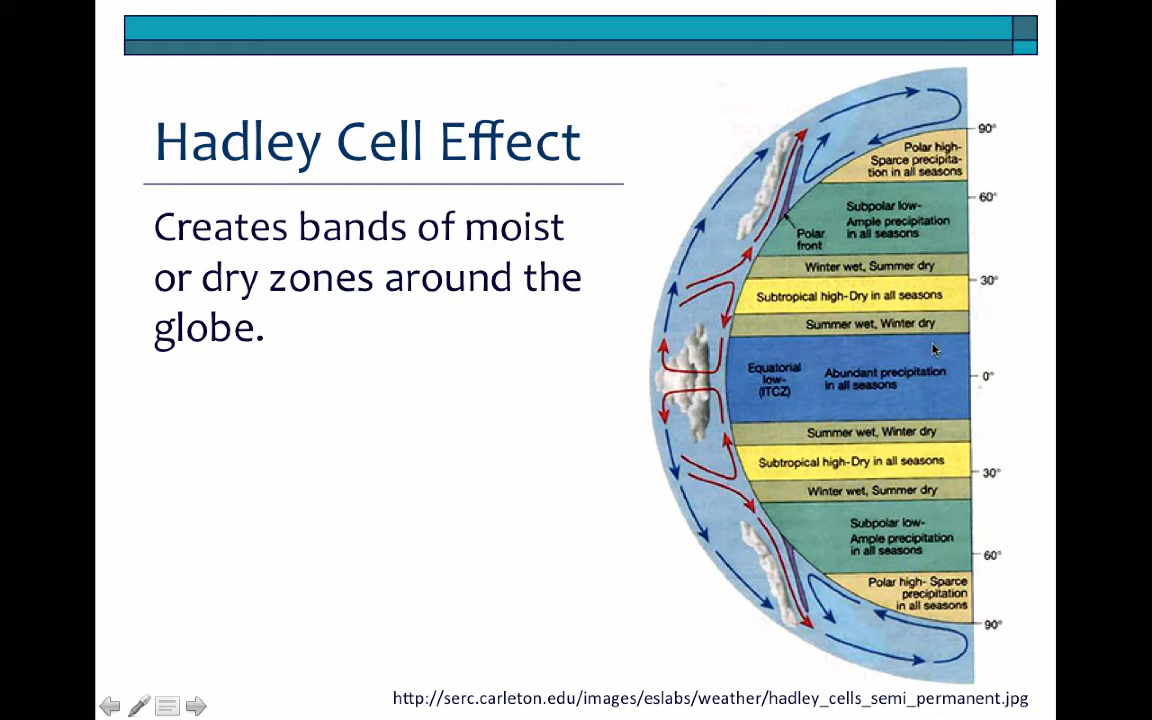 Hadley Cell Effect
Creates bands of moist
or dry zones around the
globe.
90°
Polar high-
Sparce precipita-
tion in all seasons
60°
Subpolar low-
Ample precipitation
in all seasons
Polar
front
Winter wet, Summer dry
30°
Subtropical high-Dry in all seasons
Summer wet, Winter dry
Equatorial
low-
(ITCZ)
Abundant precipitation
in all seasons
0°
Summer wet, Winter dry
Subtropical high-Dry in all seasons
30°
Winter wet, Summer dry
Subpolar low-
Ample precipitation
in all seasons
60°
Polar high- Sparce
precipitation
in all seasons
90°
http://serc.carleton.edu/images/eslabs/weather/hadley_cells_semi_permanent.jpg